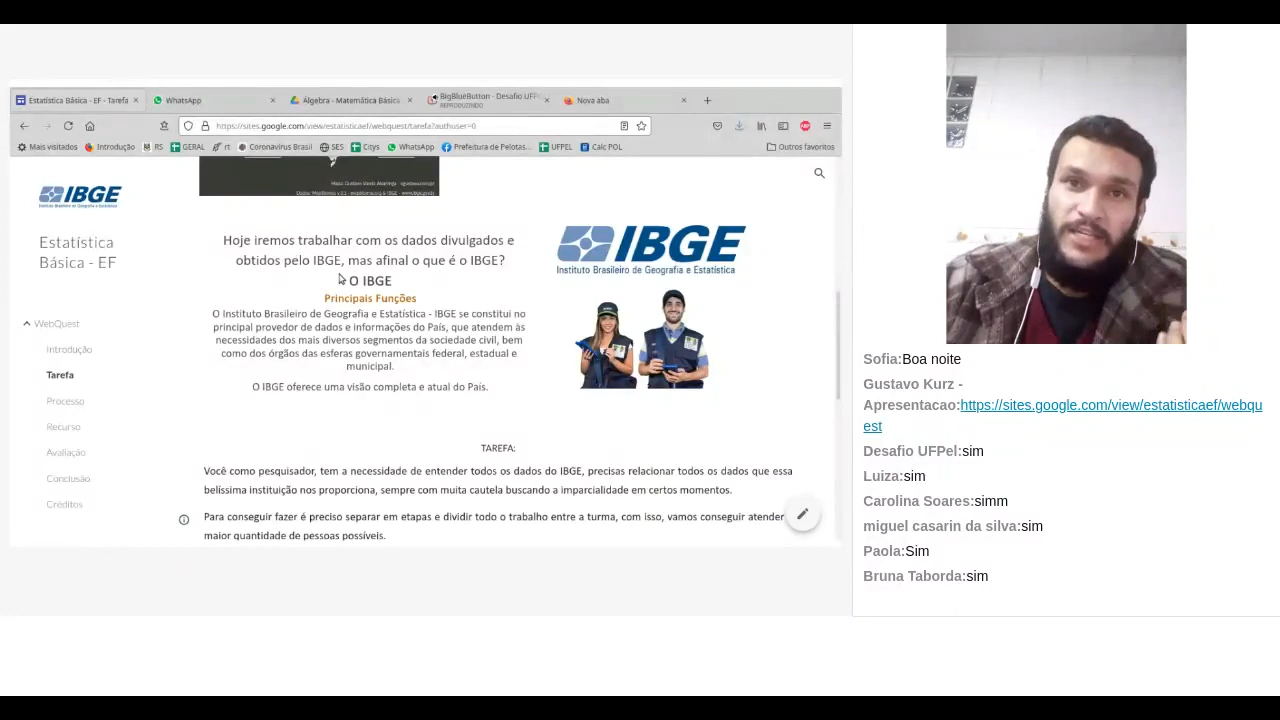 Estatística Básica - EF - Tarefa
WhatsApp
Álgebra - Matemática Básica
BigBlueButton - Desafio UFP
REPRODUZINDO
Nova aba
https://sites.google.com/view/estatisticaef/webquest/tarefa?authuser=0
Mais visitados
Introdução
RS
GERAL
rt
Coronavírus Brasil
SES
Citys
WhatsApp
Prefeitura de Pelotas...
UFPEL
Calc POL
Outros favoritos
IBGE
Instituto Brasileiro de Geografia e Estatística
Estatística
Básica - EF
WebQuest
Introdução
Tarefa
Processo
Recurso
Avaliação
Conclusão
Créditos
Hoje iremos trabalhar com os dados divulgados e
obtidos pelo IBGE, mas afinal o que é o IBGE?
O IBGE
Principais Funções
O Instituto Brasileiro de Geografia e Estatística - IBGE se constitui no
principal provedor de dados e informações do País, que atendem às
necessidades dos mais diversos segmentos da sociedade civil, bem
como dos órgãos das esferas governamentais federal, estadual e
municipal.
O IBGE oferece uma visão completa e atual do País.
IBGE
Instituto Brasileiro de Geografia e Estatística
TAREFA:
Você como pesquisador, tem a necessidade de entender todos os dados do IBGE, precisas relacionar todos os dados que essa
belíssima instituição nos proporciona, sempre com muita cautela buscando a imparcialidade em certos momentos.
Para conseguir fazer é preciso separar em etapas e dividir todo o trabalho entre a turma, com isso, vamos conseguir atender
maior quantidade de pessoas possíveis.
Sofia:Boa noite
Gustavo Kurz -
Apresentacao:https://sites.google.com/view/estatisticaef/webqu
est
Desafio UFPel:sim
Luiza:sim
Carolina Soares:simm
miguel casarin da silva:sim
Paola:Sim
Bruna Taborda:sim